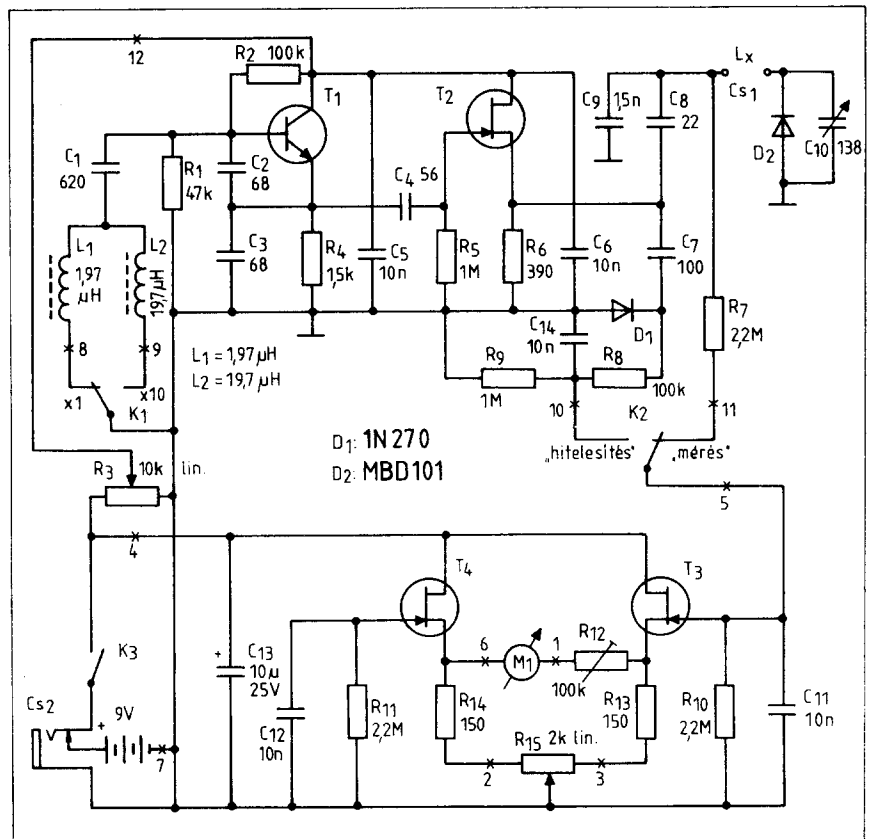 12
R2 100k
T1
C1
620
R1
47k
C2
68
C3
68
R4
1,5k
C4 56
C5
10n
T2
R5
1M
R6
390
C9
1,5n
C8
22
Lx
Cs1
D2
C10 138
C6
10n
C7
100
R7
2,2M
D1
C14
10n
R9
1M
R8
100k
L1
1,97
µH
L2
19,7µH
8
9
x1
x10
K1
L1 = 1,97 µH
L2 = 19,7 µH
10
K2
11
„hitelesítés"
„mérés"
5
D1: 1N270
D2: MBD101
R3
10k lin.
4
K3
C13
10µ
25V
+
T4
T3
6
M1
1
R12
100k
R11
2,2M
R14
150
R13
150
R10
2,2M
C11
10n
C12
10n
R15 2k lin.
2
3
Cs2
9V
+
7